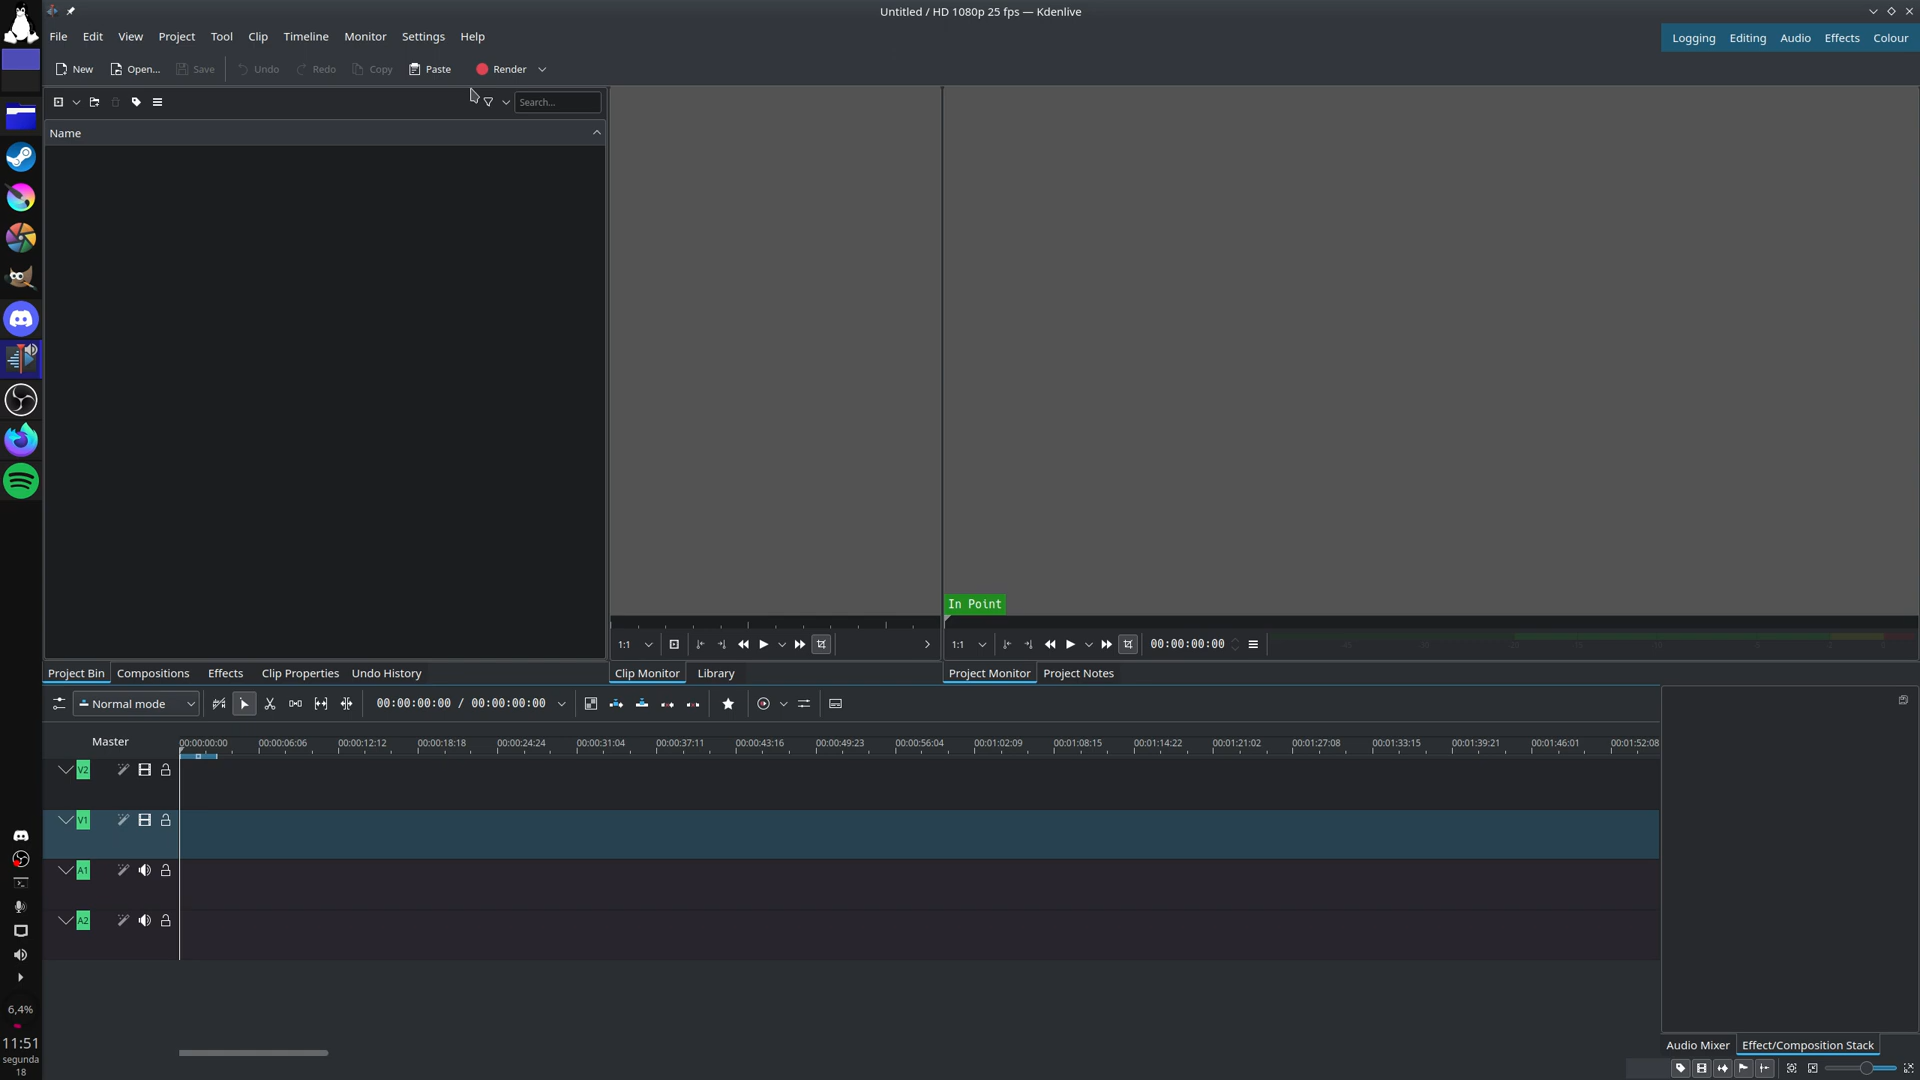 Untitled / HD 1080p 25 fps — Kdenlive
File Edit View Project Tool Clip Timeline Monitor Settings Help
Logging Editing Audio Effects Colour
New Open... Save Undo Redo Copy Paste Render
Search...
Name
In Point
1:1
1:1 00:00:00:00
Project Bin Compositions Effects Clip Properties Undo History
Clip Monitor Library
Project Monitor Project Notes
Normal mode 00:00:00:00 / 00:00:00:00
Master 00:00:00:00 00:00:06:06 00:00:12:12 00:00:18:18 00:00:24:24 00:00:31:04 00:00:37:11 00:00:43:16 00:00:49:23 00:00:56:04 00:01:02:09 00:01:08:15 00:01:14:22 00:01:21:02 00:01:27:08 00:01:33:15 00:01:39:21 00:01:46:01 00:01:52:08
V2
V1
A1
A2
6,4%
11:51
segunda
18
Audio Mixer Effect/Composition Stack